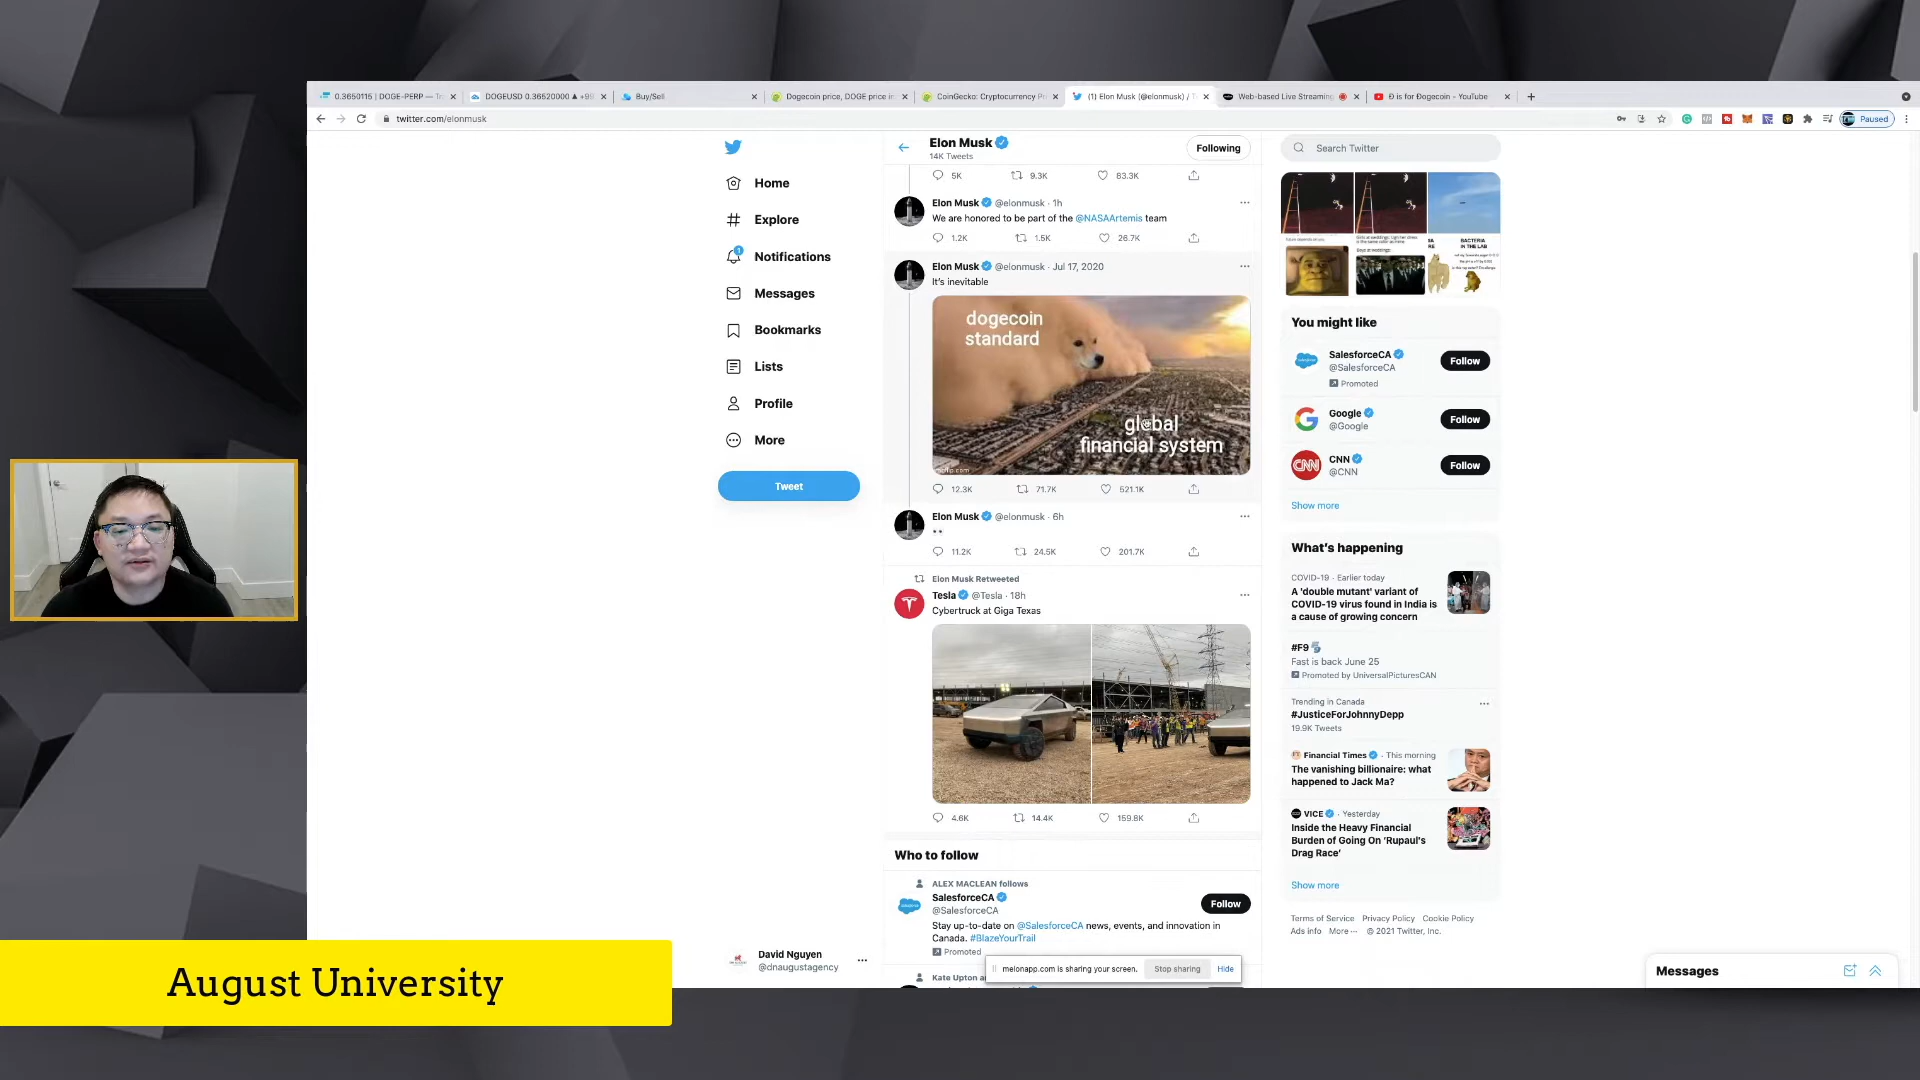 0.3650115 | DOGE-PERP
DOGEUSD 0.36520000 ▲
Buy/Sell
Dogecoin price, DOGE price in
CoinGecko: Cryptocurrency
(1) Elon Musk (@elonmusk) /
Web-based Live Streaming
Ð is for Ðogecoin - YouTube
twitter.com/elonmusk
Paused
Home
Explore
1
Notifications
Messages
Bookmarks
Lists
Profile
More
Tweet
David Nguyen
@dnaugustagency
Elon Musk
14K Tweets
Following
5K 9.3K 83.3K
Elon Musk @elonmusk · 1h
We are honored to be part of the @NASAArtemis team
1.2K 1.5K 26.7K
Elon Musk @elonmusk · Jul 17, 2020
It's inevitable
dogecoin
standard
global
financial system
12.3K 71.7K 521.1K
Elon Musk @elonmusk · 6h
11.2K 24.5K 201.7K
Elon Musk Retweeted
Tesla @Tesla · 18h
Cybertruck at Giga Texas
4.6K 14.4K 159.8K
Who to follow
ALEX MACLEAN follows
SalesforceCA
@SalesforceCA
Follow
Stay up-to-date on @SalesforceCA news, events, and innovation in
Canada. #BlazeYourTrail
Promoted
Kate Upton
melonapp.com is sharing your screen. Stop sharing Hide
Search Twitter
BACTERIA
IN THE LAB
You might like
SalesforceCA
@SalesforceCA
Promoted
Follow
Google
@Google
Follow
CNN
CNN
@CNN
Follow
Show more
What's happening
COVID-19 · Earlier today
A 'double mutant' variant of
COVID-19 virus found in India is
a cause of growing concern
#F9
Fast is back June 25
Promoted by UniversalPicturesCAN
Trending in Canada
#JusticeForJohnnyDepp
19.9K Tweets
Financial Times · This morning
The vanishing billionaire: what
happened to Jack Ma?
VICE · Yesterday
Inside the Heavy Financial
Burden of Going On 'Rupaul's
Drag Race'
Show more
Terms of Service Privacy Policy Cookie Policy
Ads info More © 2021 Twitter, Inc.
Messages
August University